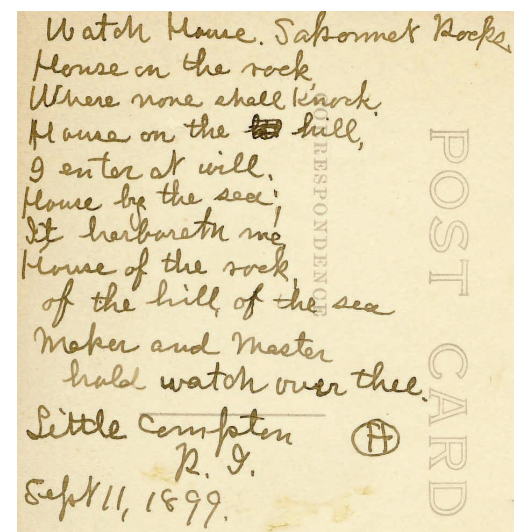 Watch House. Sakonnet Rocks.
House on the rock,
Where none shall knock.
House on the hill,
I enter at will.
House by the sea;
It harboreth me,
House of the rock,
of the hill, of the sea
Maker and Master
hold watch over thee.
Little Compton
R. I.
Sept 11, 1899.
H
CORRESPONDENCE
POST CARD